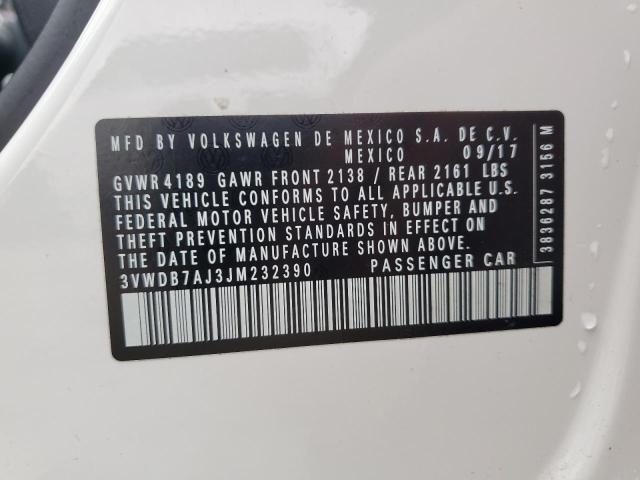 MFD BY VOLKSWAGEN DE MEXICO S.A. DE C.V.
MEXICO 09/17
GVWR 4189 GAWR FRONT 2138 / REAR 2161 LBS
THIS VEHICLE CONFORMS TO ALL APPLICABLE U.S.
FEDERAL MOTOR VEHICLE SAFETY, BUMPER AND
THEFT PREVENTION STANDARDS IN EFFECT ON
THE DATE OF MANUFACTURE SHOWN ABOVE.
3VWDB7AJ3JM232390 PASSENGER CAR
3836287 3156 M